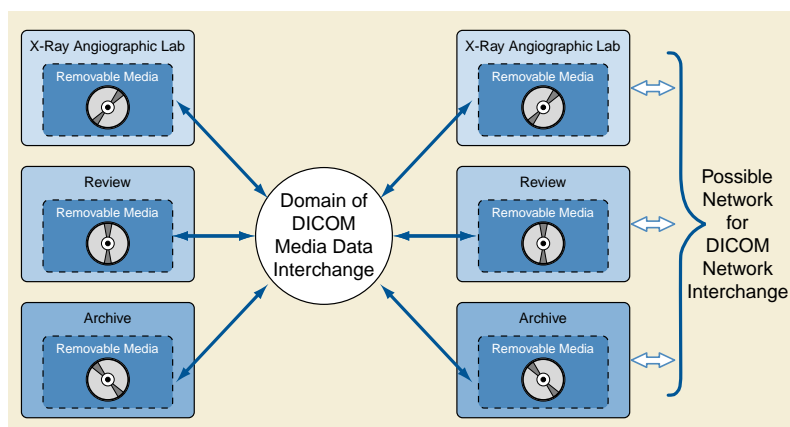 X-Ray Angiographic Lab
Removable Media
Review
Removable Media
Archive
Removable Media
Domain of
DICOM
Media Data
Interchange
X-Ray Angiographic Lab
Removable Media
Review
Removable Media
Archive
Removable Media
Possible
Network
for
DICOM
Network
Interchange